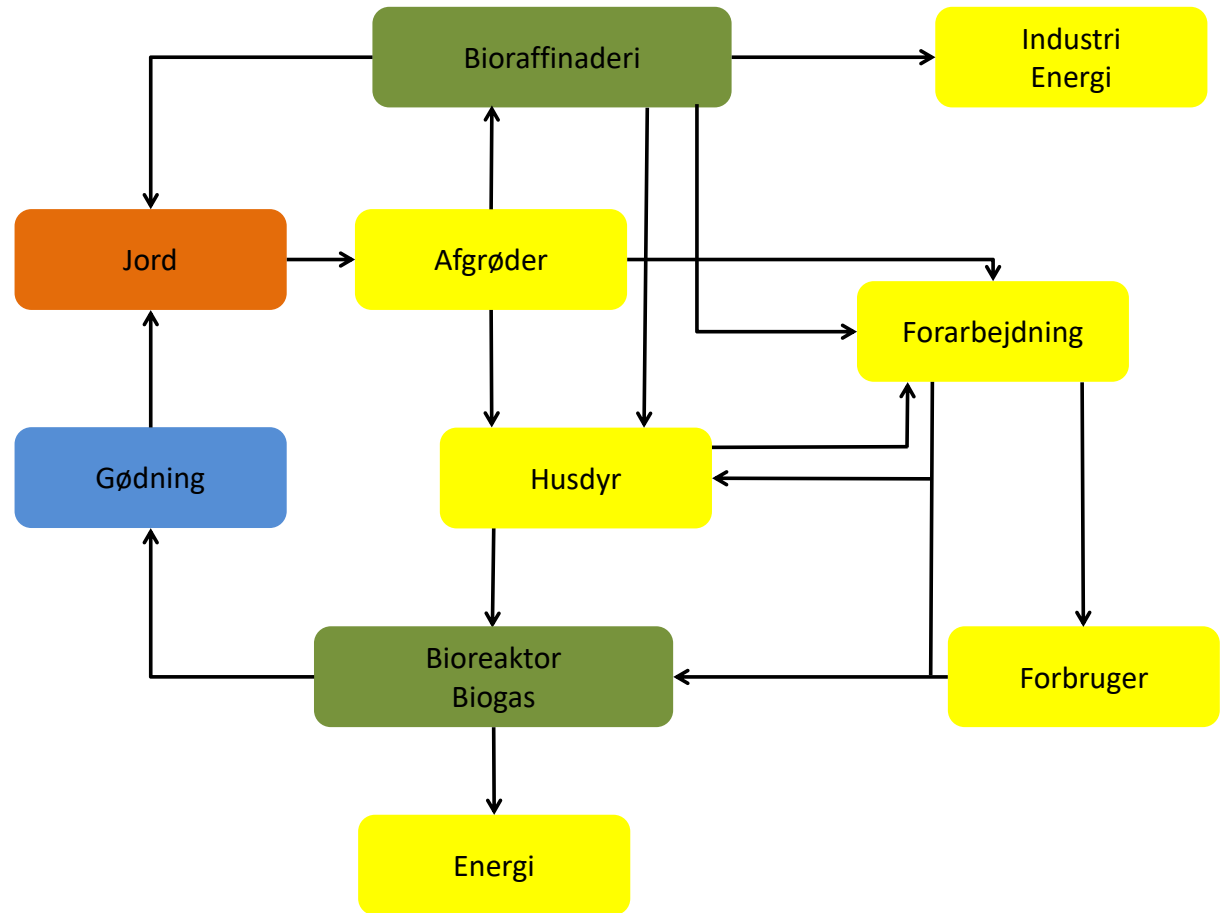 Bioraffinaderi
Industri
Energi
Jord
Afgrøder
Forarbejdning
Gødning
Husdyr
Bioreaktor
Biogas
Forbruger
Energi